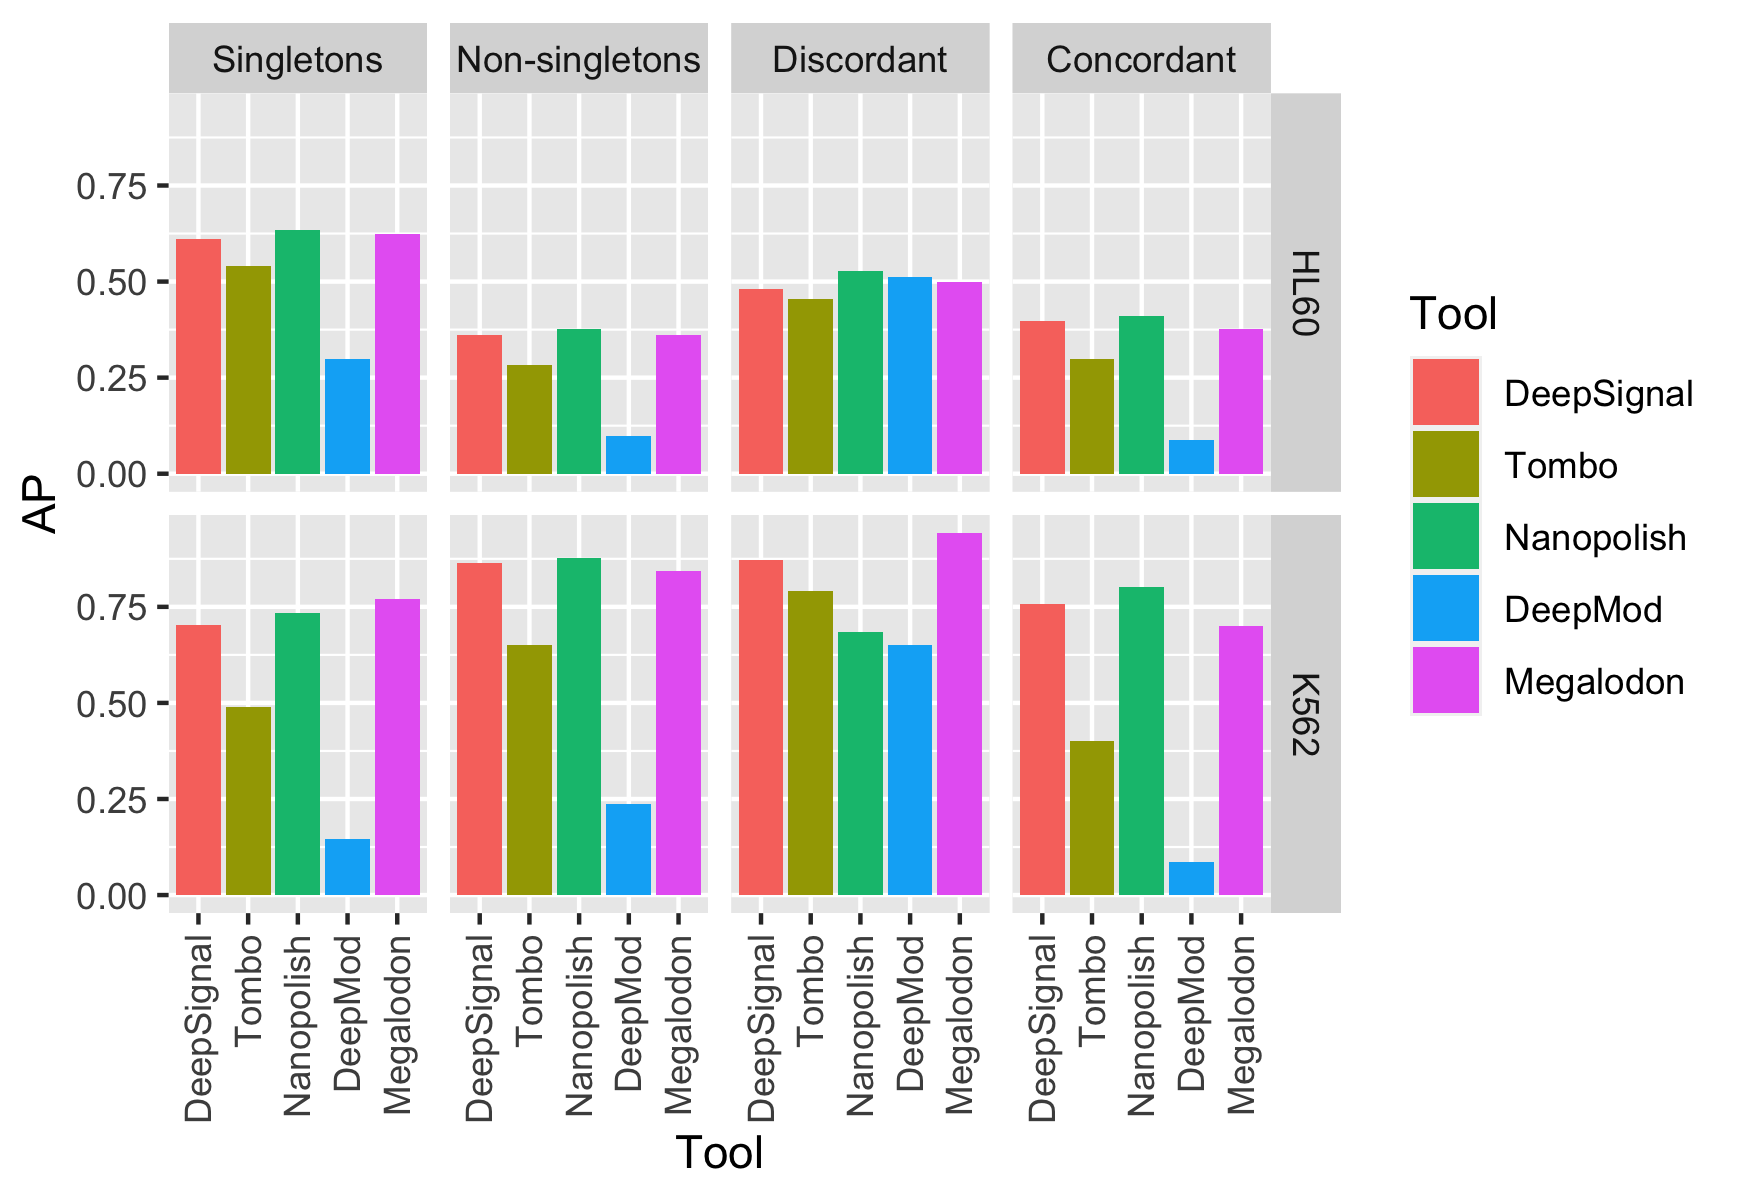 Singletons
Non-singletons
Discordant
Concordant
HL60
K562
AP
0.75
0.50
0.25
0.00
0.75
0.50
0.25
0.00
DeepSignal
Tombo
Nanopolish
DeepMod
Megalodon
DeepSignal
Tombo
Nanopolish
DeepMod
Megalodon
DeepSignal
Tombo
Nanopolish
DeepMod
Megalodon
DeepSignal
Tombo
Nanopolish
DeepMod
Megalodon
Tool
Tool
DeepSignal
Tombo
Nanopolish
DeepMod
Megalodon